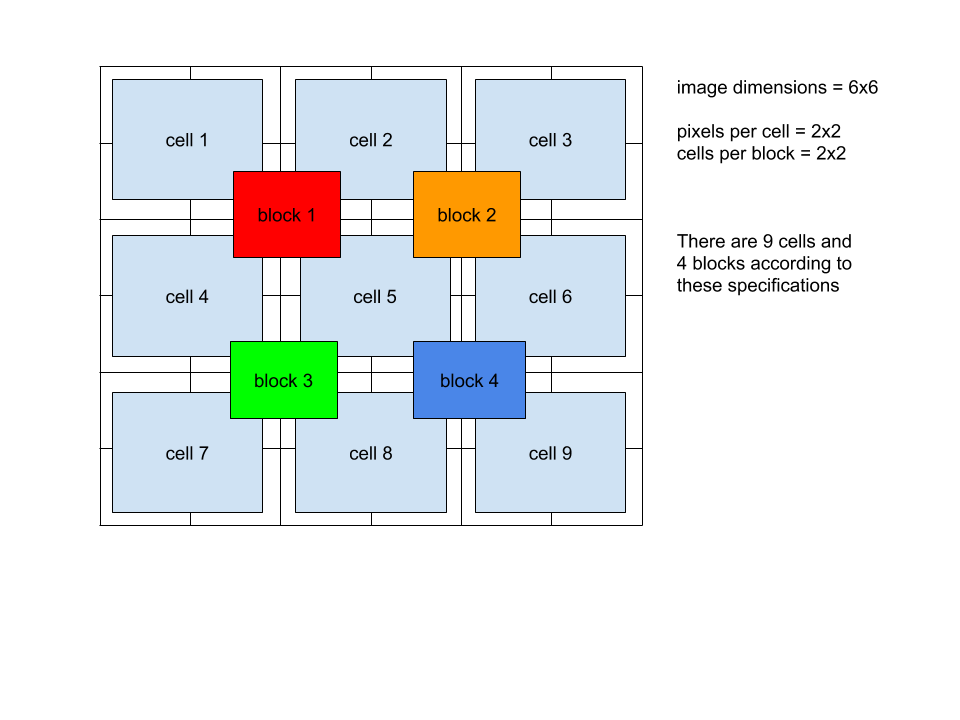 image dimensions = 6x6
pixels per cell = 2x2
cells per block = 2x2
There are 9 cells and
4 blocks according to
these specifications
cell 1
cell 2
cell 3
block 1
block 2
cell 4
cell 5
cell 6
block 3
block 4
cell 7
cell 8
cell 9